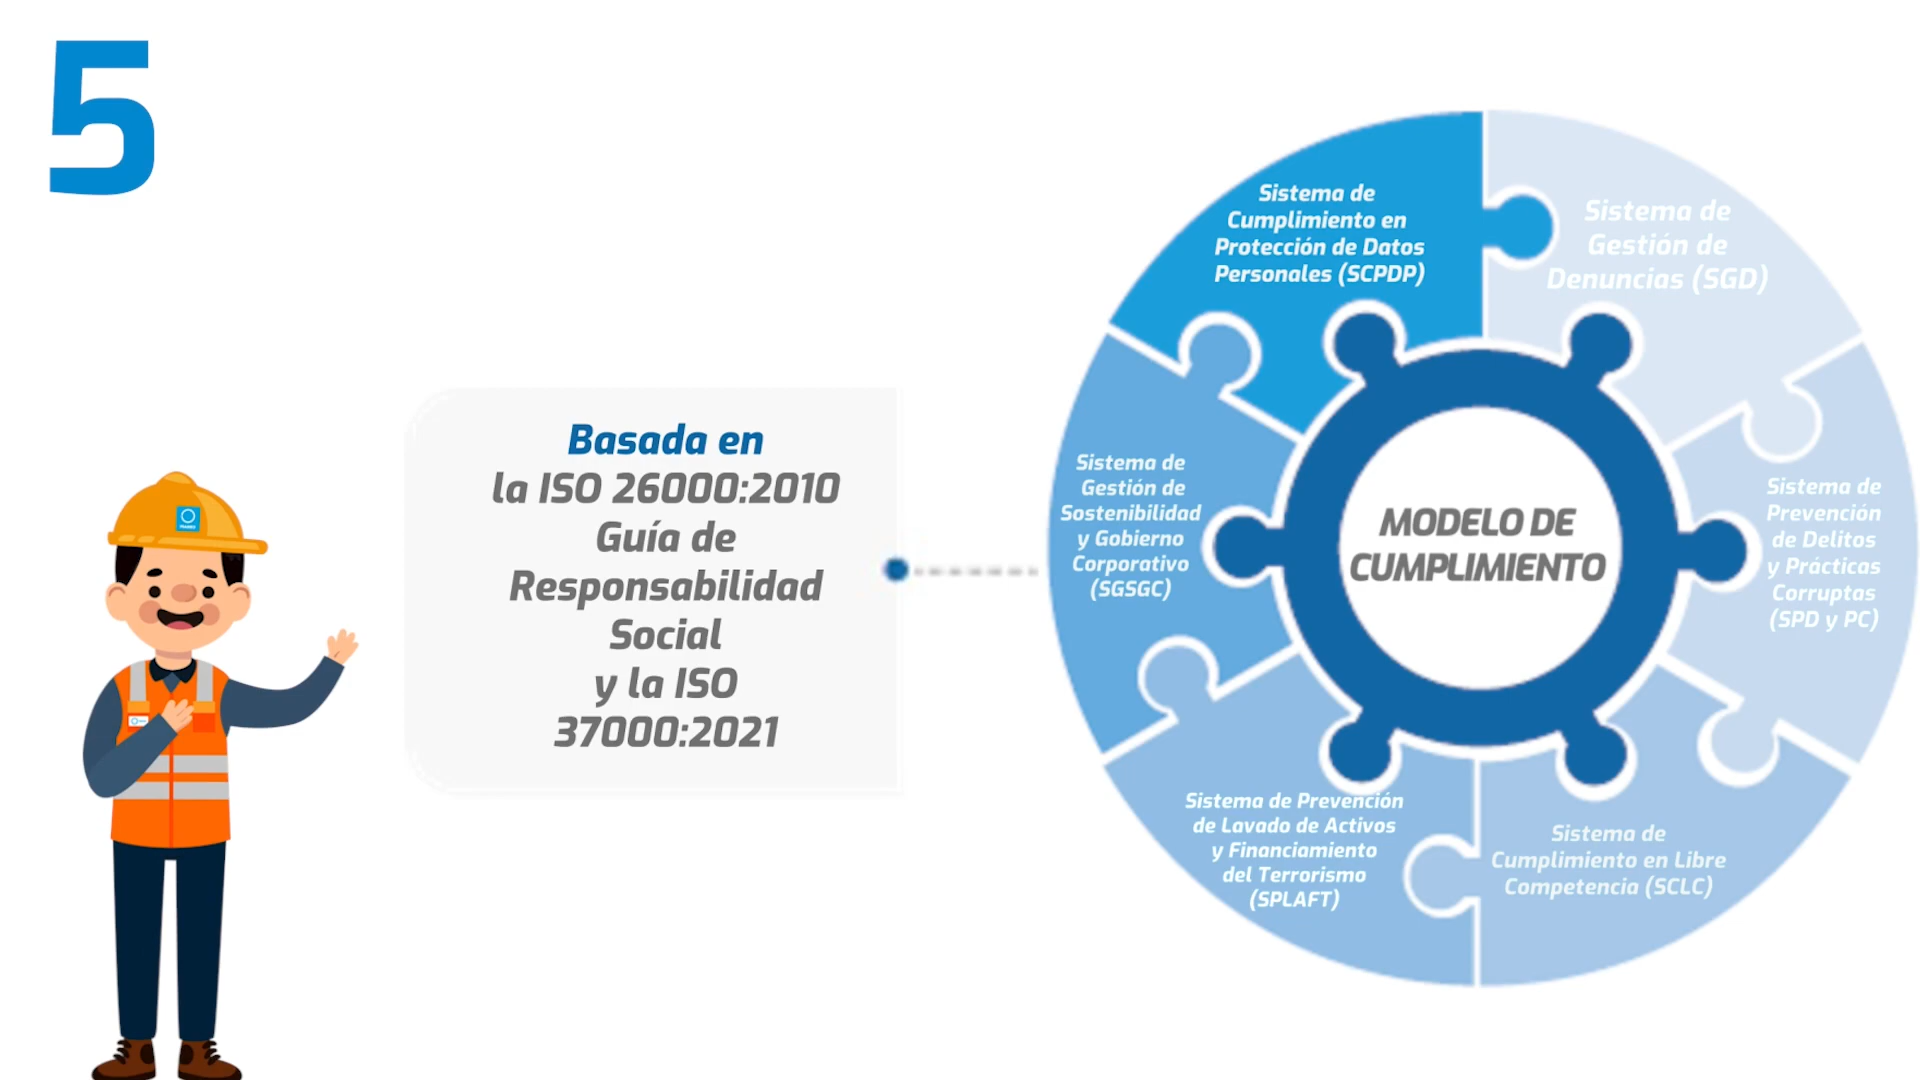 5
Basada en
la ISO 26000:2010
Guía de
Responsabilidad
Social
y la ISO
37000:2021
Sistema de
Cumplimiento en
Protección de Datos
Personales (SCPDP)
Sistema de
Gestión de
Denuncias (SGD)
Sistema de
Gestión de
Sostenibilidad
y Gobierno
Corporativo
(SGSGC)
MODELO DE
CUMPLIMIENTO
Sistema de
Prevención
de Delitos
y Prácticas
Corruptas
(SPD y PC)
Sistema de Prevención
de Lavado de Activos
y Financiamiento
del Terrorismo
(SPLAFT)
Sistema de
Cumplimiento en Libre
Competencia (SCLC)